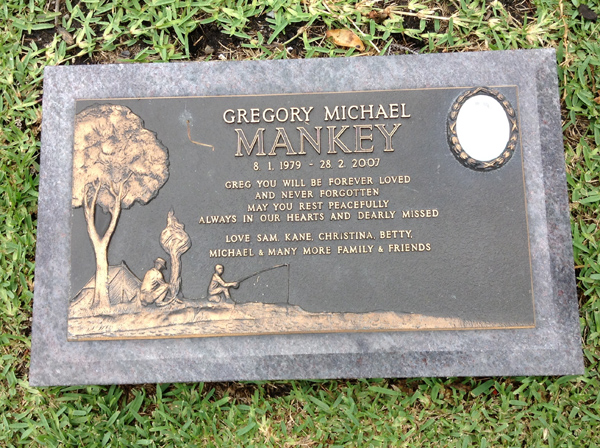 GREGORY MICHAEL
MANKEY
8. 1. 1979 - 28. 2. 2007
GREG YOU WILL BE FOREVER LOVED
AND NEVER FORGOTTEN
MAY YOU REST PEACEFULLY
ALWAYS IN OUR HEARTS AND DEARLY MISSED
LOVE SAM, KANE, CHRISTINA, BETTY,
MICHAEL & MANY MORE FAMILY & FRIENDS